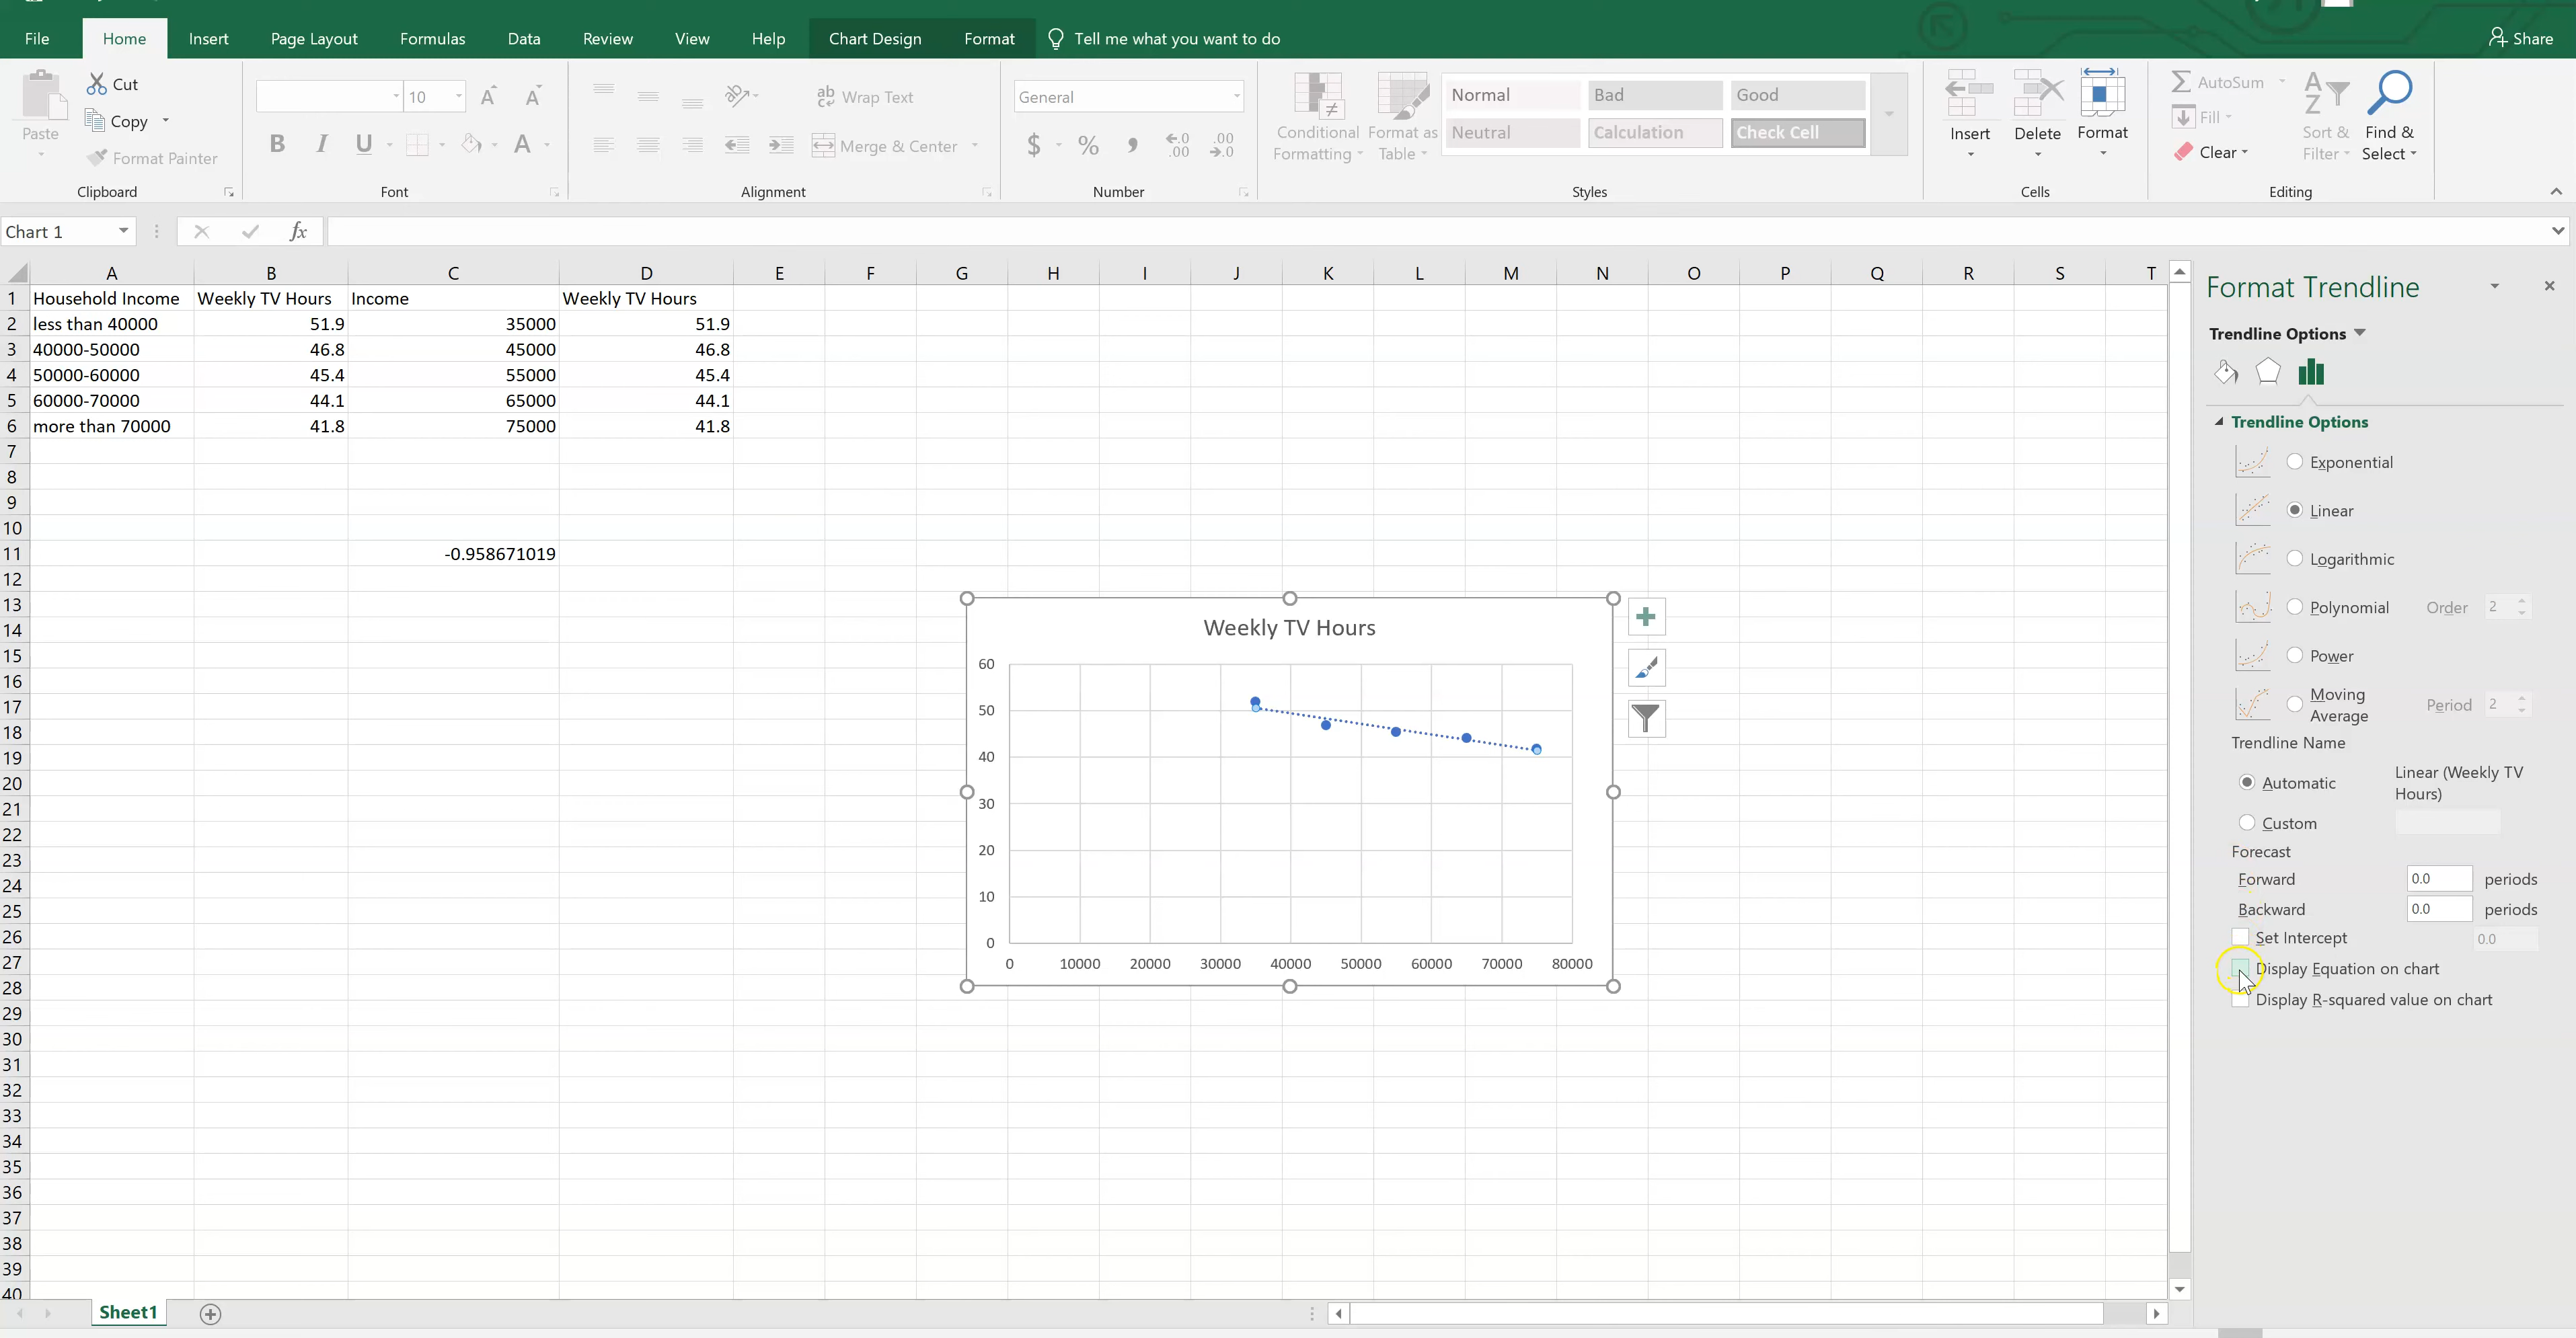 File Home Insert Page Layout Formulas Data Review View Help Chart Design Format Tell me what you want to do Share
Paste
Cut
Copy
Format Painter
Clipboard
10
B I U
A
Font
ab Wrap Text
Merge & Center
Alignment
General
$ % ,
Number
Conditional Formatting
Format as Table
Normal Bad Good
Neutral Calculation Check Cell
Styles
Insert Delete Format
Cells
AutoSum
Fill
Clear
Sort & Filter
Find & Select
Editing
Chart 1
fx
A B C D E F G H I J K L M N O P Q R S T
1 Household Income Weekly TV Hours Income Weekly TV Hours
2 less than 40000 51.9 35000 51.9
3 40000-50000 46.8 45000 46.8
4 50000-60000 45.4 55000 45.4
5 60000-70000 44.1 65000 44.1
6 more than 70000 41.8 75000 41.8
7
8
9
10
11 -0.958671019
12
13
14
15
16
17
18
19
20
21
22
23
24
25
26
27
28
29
30
31
32
33
34
35
36
37
38
39
40
Weekly TV Hours
60
50
40
30
20
10
0
0 10000 20000 30000 40000 50000 60000 70000 80000
Sheet1
Format Trendline
Trendline Options
Trendline Options
Exponential
Linear
Logarithmic
Polynomial Order 2
Power
Moving Average Period 2
Trendline Name
Automatic Linear (Weekly TV Hours)
Custom
Forecast
Forward 0.0 periods
Backward 0.0 periods
Set Intercept 0.0
Display Equation on chart
Display R-squared value on chart